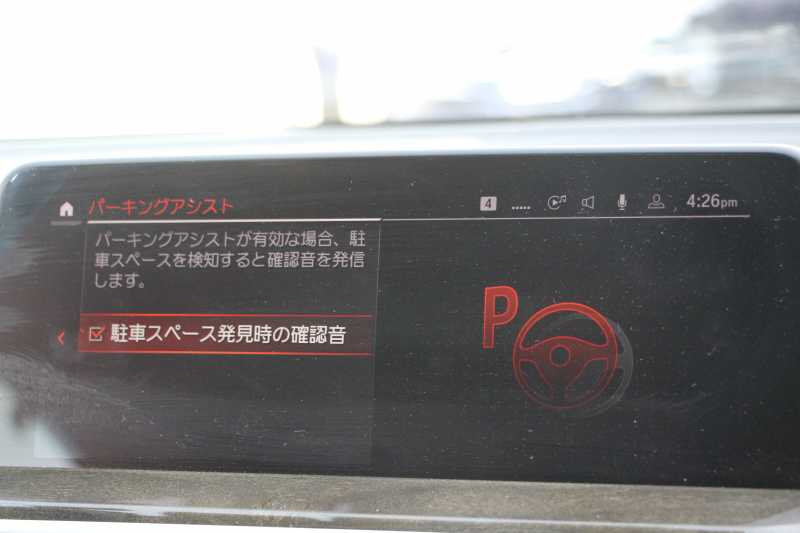 パーキングアシスト
4
4:26pm
パーキングアシストが有効な場合、駐
車スペースを検知すると確認音を発信
します。
駐車スペース発見時の確認音
P